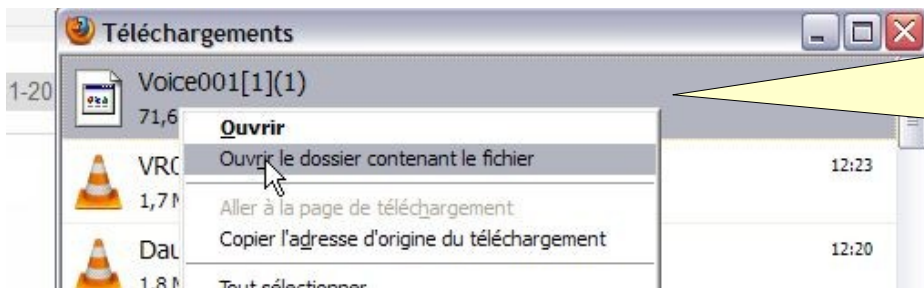 Téléchargements
1-20
Voice001[1](1)
71,6
Ouvrir
Ouvrir le dossier contenant le fichier
12:23
1,7
Aller à la page de téléchargement
Copier l'adresse d'origine du téléchargement
12:20
1,8
Tout sélectionner